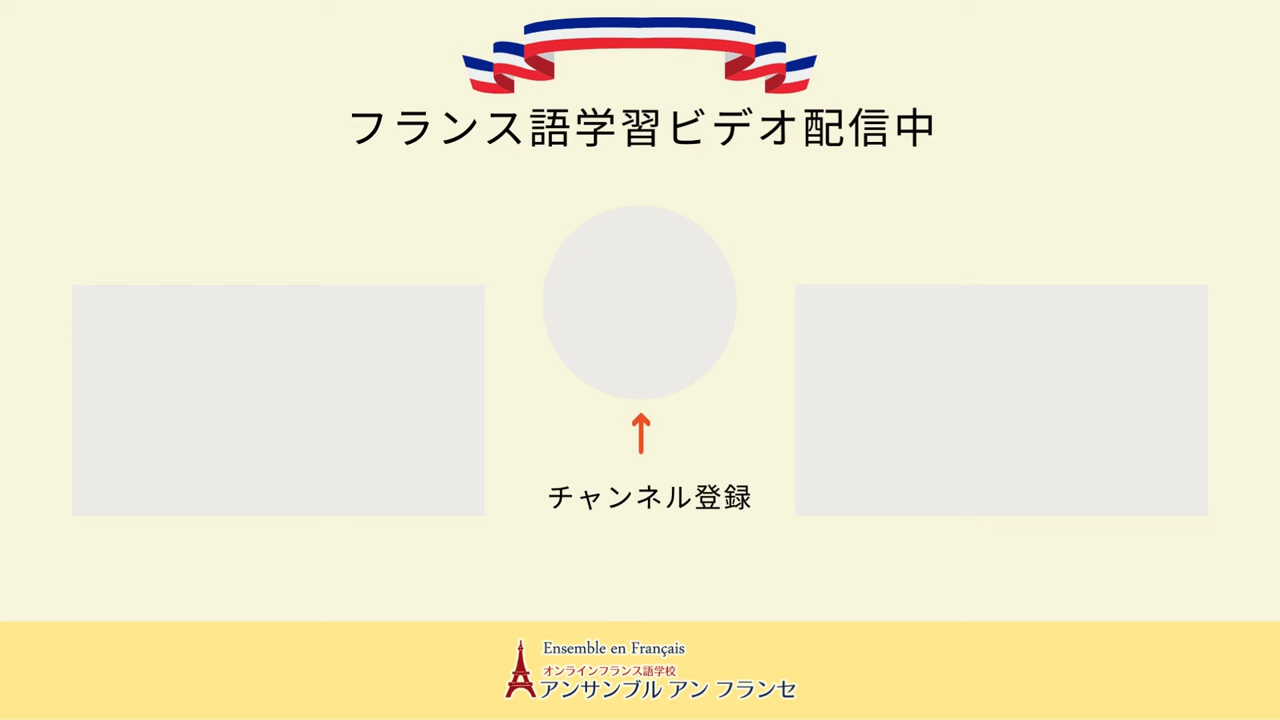 フランス語学習ビデオ配信中
チャンネル登録
Ensemble en Français
オンラインフランス語学校
アンサンブル アン フランセ